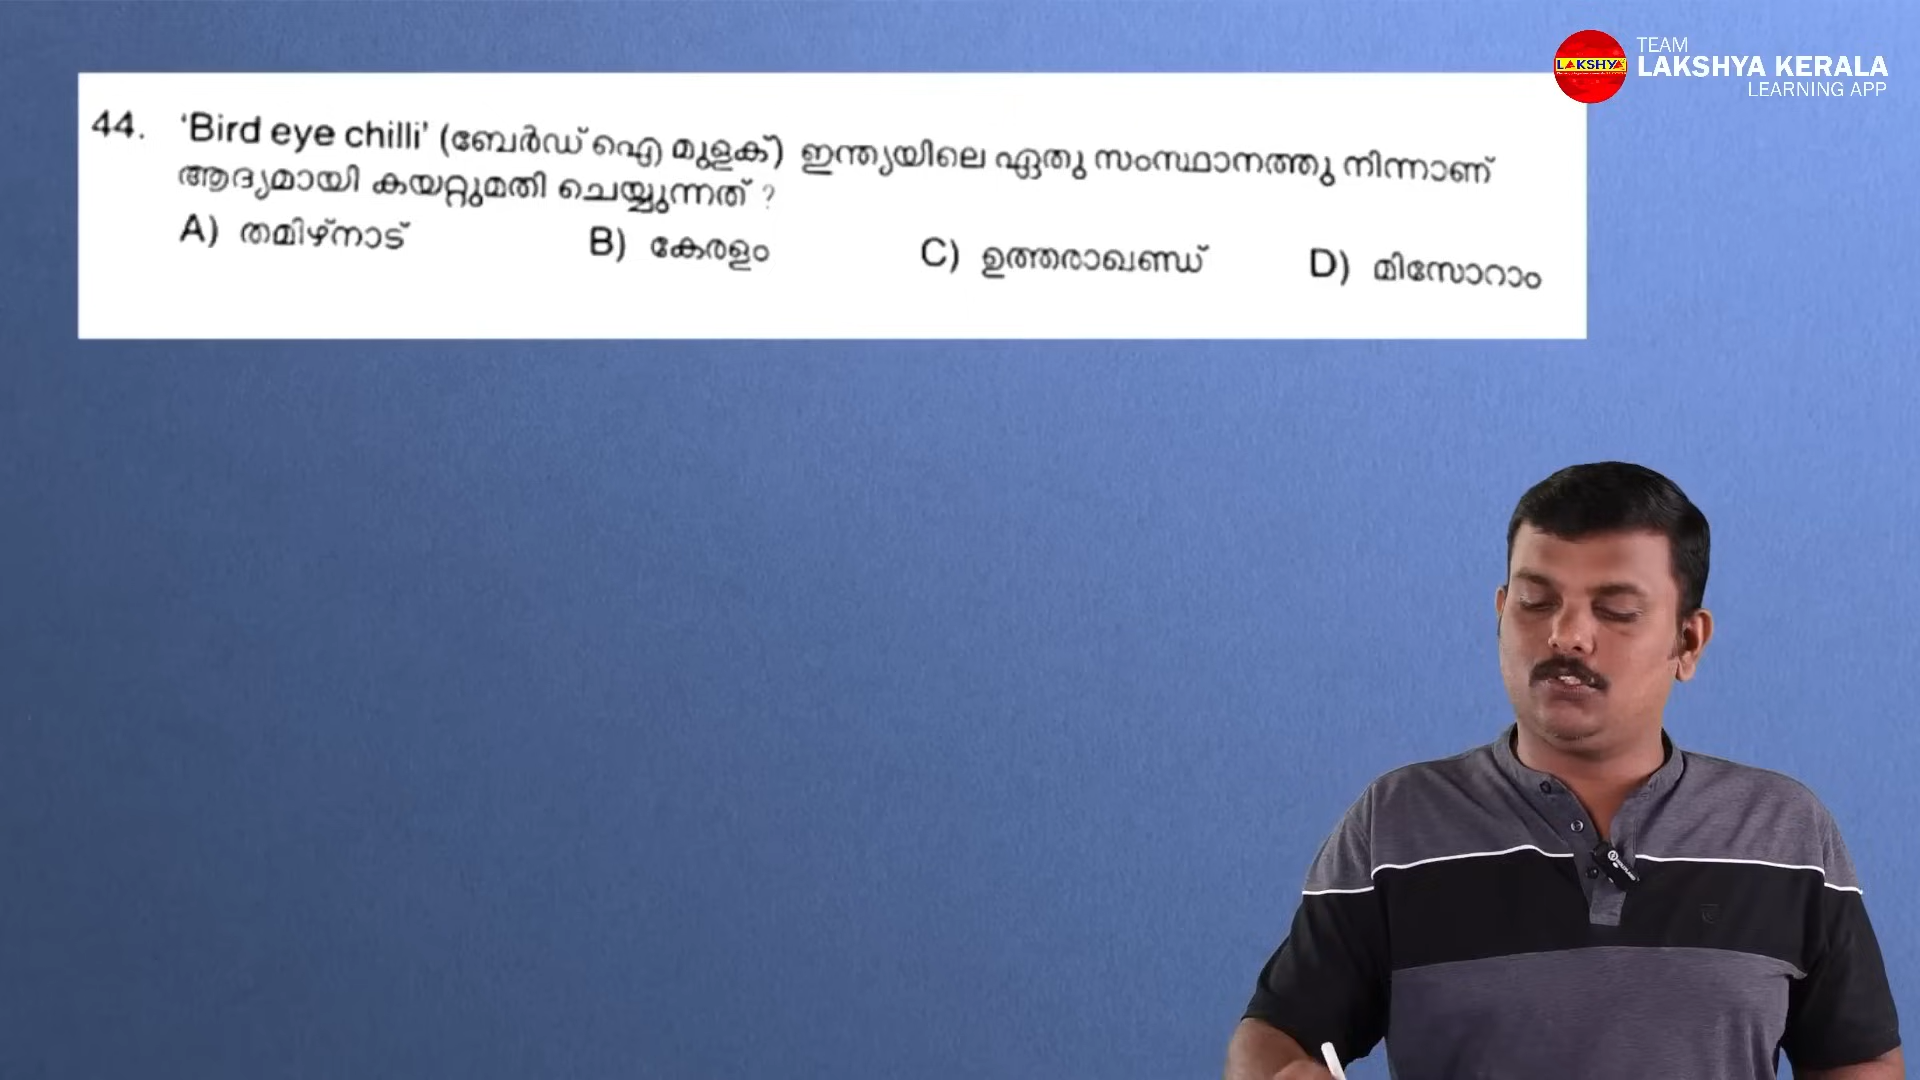 TEAM
LAKSHYA
LAKSHYA KERALA
LEARNING APP
44. 'Bird eye chilli' (ബേർഡ് ഐ മുളക്) ഇന്ത്യയിലെ ഏതു സംസ്ഥാനത്തു നിന്നാണ്
ആദ്യമായി കയറ്റുമതി ചെയ്യുന്നത് ?
A) തമിഴ്നാട് B) കേരളം C) ഉത്തരാഖണ്ഡ് D) മിസോറാം